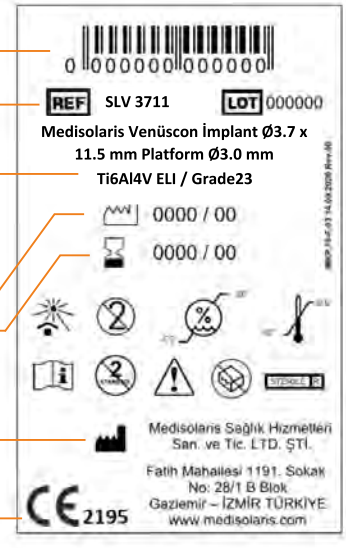 0 000000 000000
REF SLV 3711 LOT 000000
Medisolaris Venüscon İmplant Ø3.7 x
11.5 mm Platform Ø3.0 mm
Ti6Al4V ELI / Grade23
0000 / 00
0000 / 00
%
2
i
2
STERILE R
Medisolaris Sağlık Hizmetleri
San. ve Tic. LTD. ŞTİ.
Fatih Mahallesi 1191. Sokak
No: 28/1 B Blok
Gaziemir – İZMİR TÜRKİYE
www.medisolaris.com
CE 2195